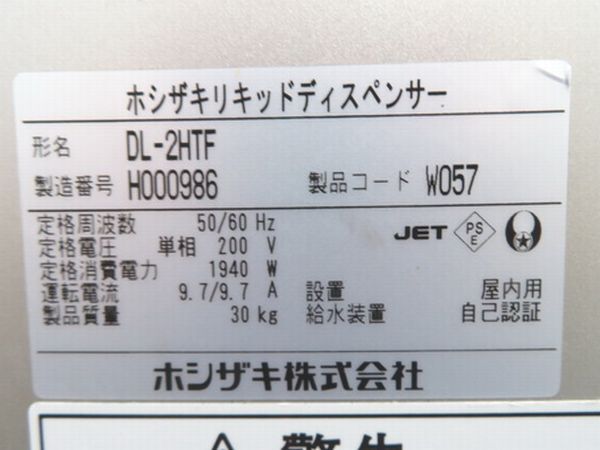 ホシザキリキッドディスペンサー
形名 DL-2HTF
製造番号 H000986 製品コード W057
定格周波数 50/60 Hz
定格電圧 単相 200 V
定格消費電力 1940 W
運転電流 9.7/9.7 A
製品質量 30 kg
JET PSE
設置 屋内用
給水装置 自己認証
ホシザキ株式会社